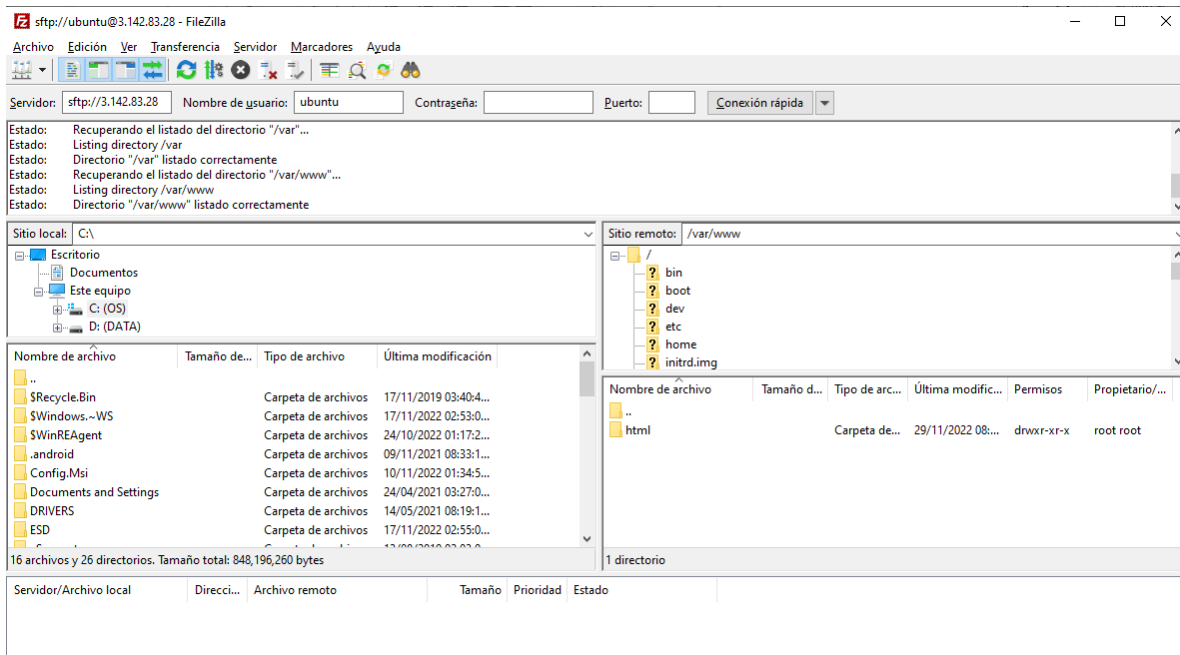 sftp://ubuntu@3.142.83.28 - FileZilla
Archivo Edición Ver Transferencia Servidor Marcadores Ayuda
Servidor: sftp://3.142.83.28 Nombre de usuario: ubuntu Contraseña: Puerto: Conexión rápida
Estado: Recuperando el listado del directorio "/var"...
Estado: Listing directory /var
Estado: Directorio "/var" listado correctamente
Estado: Recuperando el listado del directorio "/var/www"...
Estado: Listing directory /var/www
Estado: Directorio "/var/www" listado correctamente
Sitio local: C:\
Escritorio
Documentos
Este equipo
C: (OS)
D: (DATA)
Nombre de archivo Tamaño de... Tipo de archivo Última modificación
..
$Recycle.Bin Carpeta de archivos 17/11/2019 03:40:4...
$Windows.~WS Carpeta de archivos 17/11/2022 02:53:0...
$WinREAgent Carpeta de archivos 24/10/2022 01:17:2...
.android Carpeta de archivos 09/11/2021 08:33:1...
Config.Msi Carpeta de archivos 10/11/2022 01:34:5...
Documents and Settings Carpeta de archivos 24/04/2021 03:27:0...
DRIVERS Carpeta de archivos 14/05/2021 08:19:1...
ESD Carpeta de archivos 17/11/2022 02:55:0...
16 archivos y 26 directorios. Tamaño total: 848,196,260 bytes
Sitio remoto: /var/www
/
bin
boot
dev
etc
home
initrd.img
Nombre de archivo Tamaño d... Tipo de arc... Última modific... Permisos Propietario/...
..
html Carpeta de... 29/11/2022 08:... drwxr-xr-x root root
1 directorio
Servidor/Archivo local Direcci... Archivo remoto Tamaño Prioridad Estado